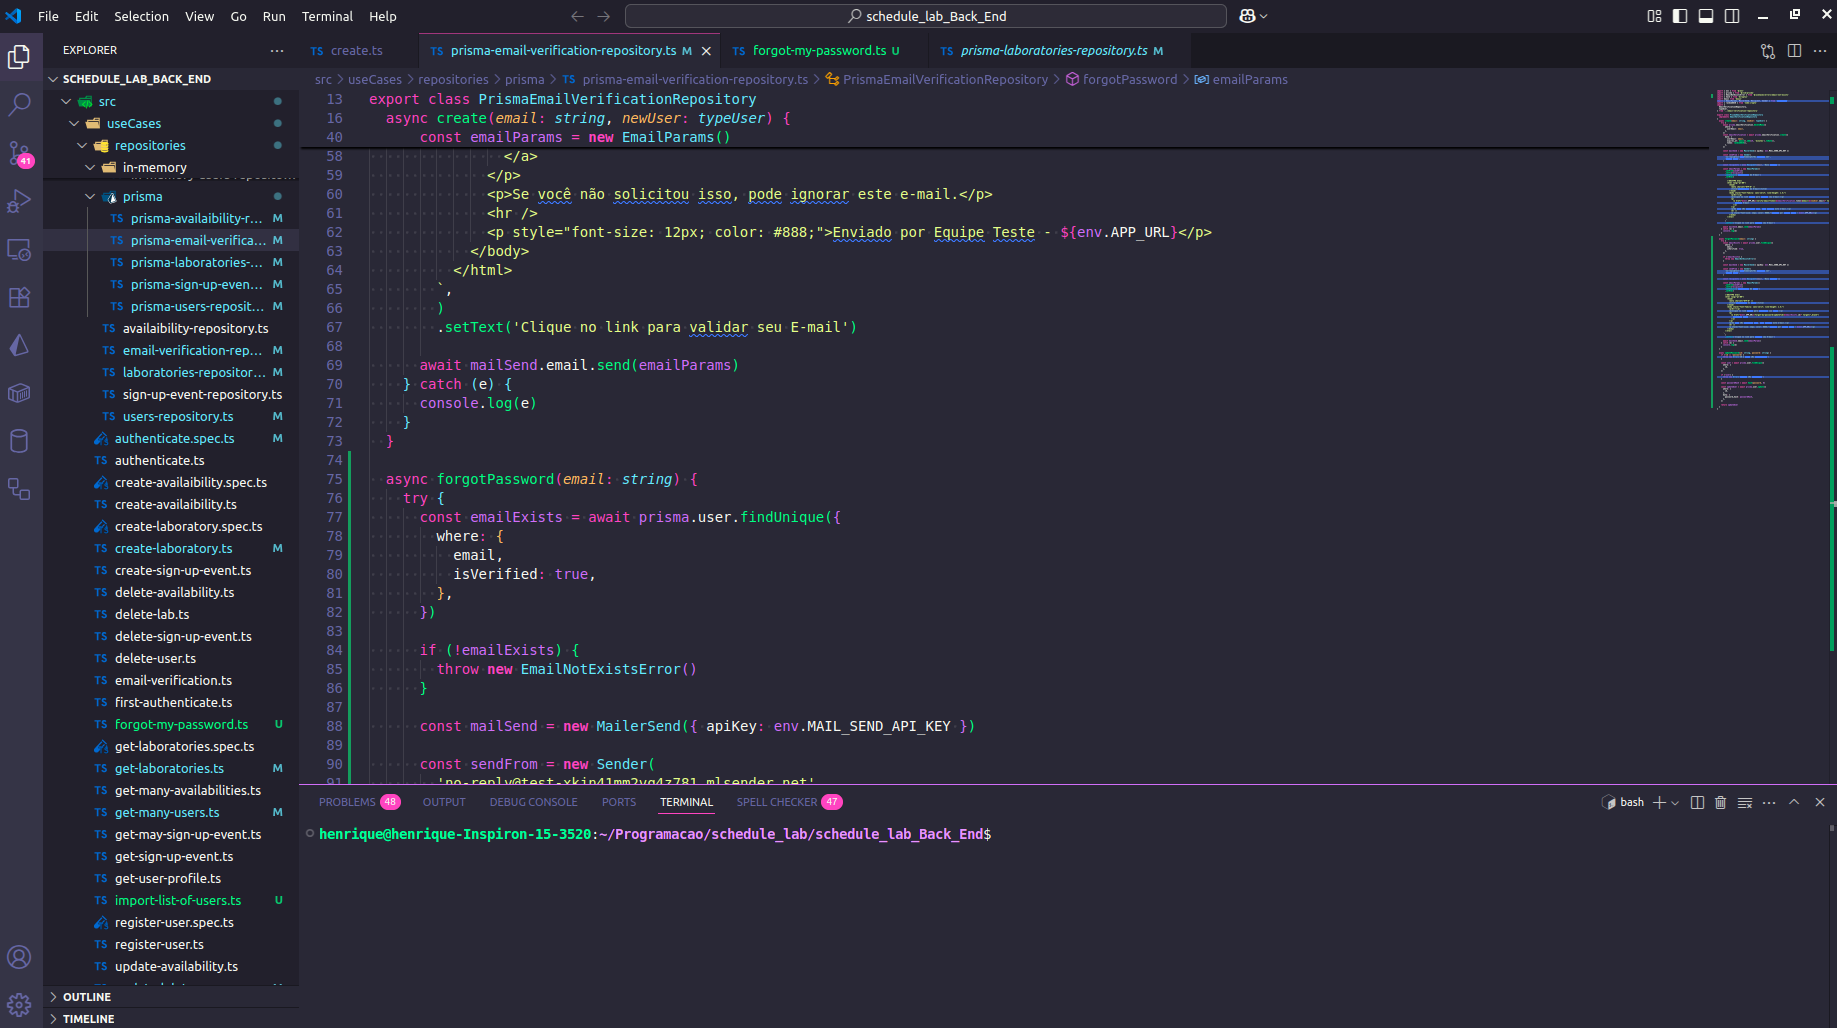 File Edit Selection View Go Run Terminal Help
schedule_lab_Back_End
EXPLORER
create.ts
prisma-email-verification-repository.ts M
forgot-my-password.ts U
prisma-laboratories-repository.ts M
src > useCases > repositories > prisma > TS prisma-email-verification-repository.ts > PrismaEmailVerificationRepository > forgotPassword > emailParams
SCHEDULE_LAB_BACK_END
src
useCases
repositories
in-memory
prisma
TS prisma-availaibility-r... M
TS prisma-email-verifica... M
TS prisma-laboratories-... M
TS prisma-sign-up-even... M
TS prisma-users-reposit... M
TS availaibility-repository.ts
TS email-verification-rep... M
TS laboratories-repositor... M
TS sign-up-event-repository.ts
TS users-repository.ts M
authenticate.spec.ts M
TS authenticate.ts
create-availaibility.spec.ts
TS create-availaibility.ts
create-laboratory.spec.ts
TS create-laboratory.ts M
TS create-sign-up-event.ts
TS delete-availability.ts
TS delete-lab.ts
TS delete-sign-up-event.ts
TS delete-user.ts
TS email-verification.ts
TS first-authenticate.ts
TS forgot-my-password.ts U
get-laboratories.spec.ts
TS get-laboratories.ts M
TS get-many-availabilities.ts
TS get-many-users.ts M
TS get-may-sign-up-event.ts
TS get-sign-up-event.ts
TS get-user-profile.ts
TS import-list-of-users.ts U
register-user.spec.ts
TS register-user.ts
TS update-availability.ts
OUTLINE
TIMELINE
41
13 export class PrismaEmailVerificationRepository
16 async create(email: string, newUser: typeUser) {
40 const emailParams = new EmailParams()
58 </a>
59 </p>
60 <p>Se você não solicitou isso, pode ignorar este e-mail.</p>
61 <hr />
62 <p style="font-size: 12px; color: #888;">Enviado por Equipe Teste - ${env.APP_URL}</p>
63 </body>
64 </html>
65 `,
66 )
67 .setText('Clique no link para validar seu E-mail')
68
69 await mailSend.email.send(emailParams)
70 } catch (e) {
71 console.log(e)
72 }
73 }
74
75 async forgotPassword(email: string) {
76 try {
77 const emailExists = await prisma.user.findUnique({
78 where: {
79 email,
80 isVerified: true,
81 },
82 })
83
84 if (!emailExists) {
85 throw new EmailNotExistsError()
86 }
87
88 const mailSend = new MailerSend({ apiKey: env.MAIL_SEND_API_KEY })
89
90 const sendFrom = new Sender(
91
PROBLEMS 48 OUTPUT DEBUG CONSOLE PORTS TERMINAL SPELL CHECKER 47
bash
henrique@henrique-Inspiron-15-3520:~/Programacao/schedule_lab/schedule_lab_Back_End$